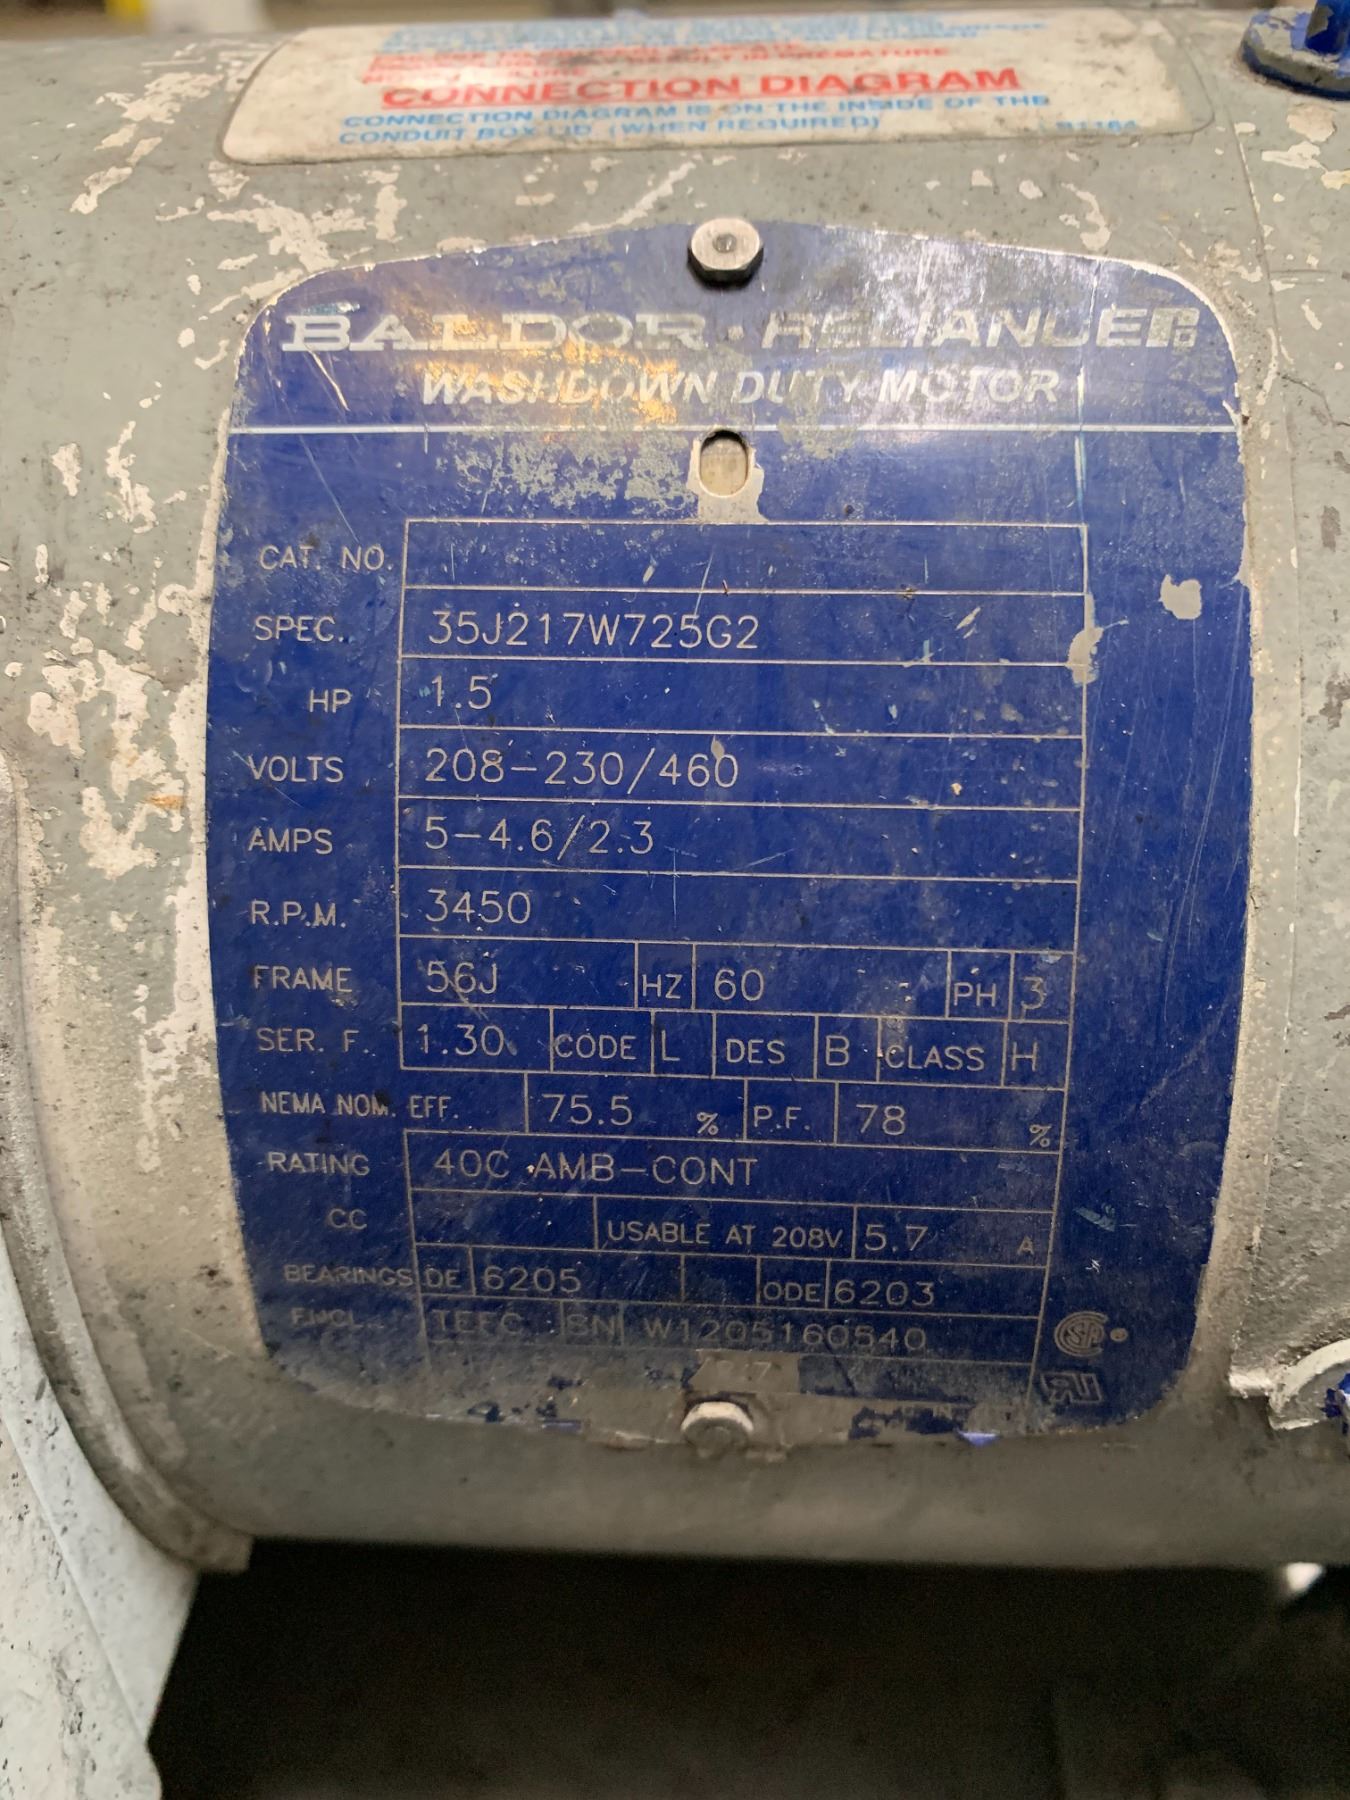 MATURE
CONNECTION DIAGRAM
CONNECTION DIAGRAM IS ON THE INSIDE OF THE
CONDUIT BOX LID (WHEN REQUIRED)
BALDOR • RELIANCER
WASHDOWN DUTY MOTOR
CAT. NO.
SPEC. 35J217W725G2
HP 1.5
VOLTS 208-230/460
AMPS 5-4.6/2.3
R.P.M. 3450
FRAME 56J HZ 60 PH 3
SER. F. 1.30 CODE L DES B CLASS H
NEMA NOM. EFF. 75.5 % P.F. 78 %
RATING 40C AMB-CONT
CC USABLE AT 208V 5.7 A
BEARINGS DE 6205 ODE 6203
ENCL. TEFC SN W1205160540